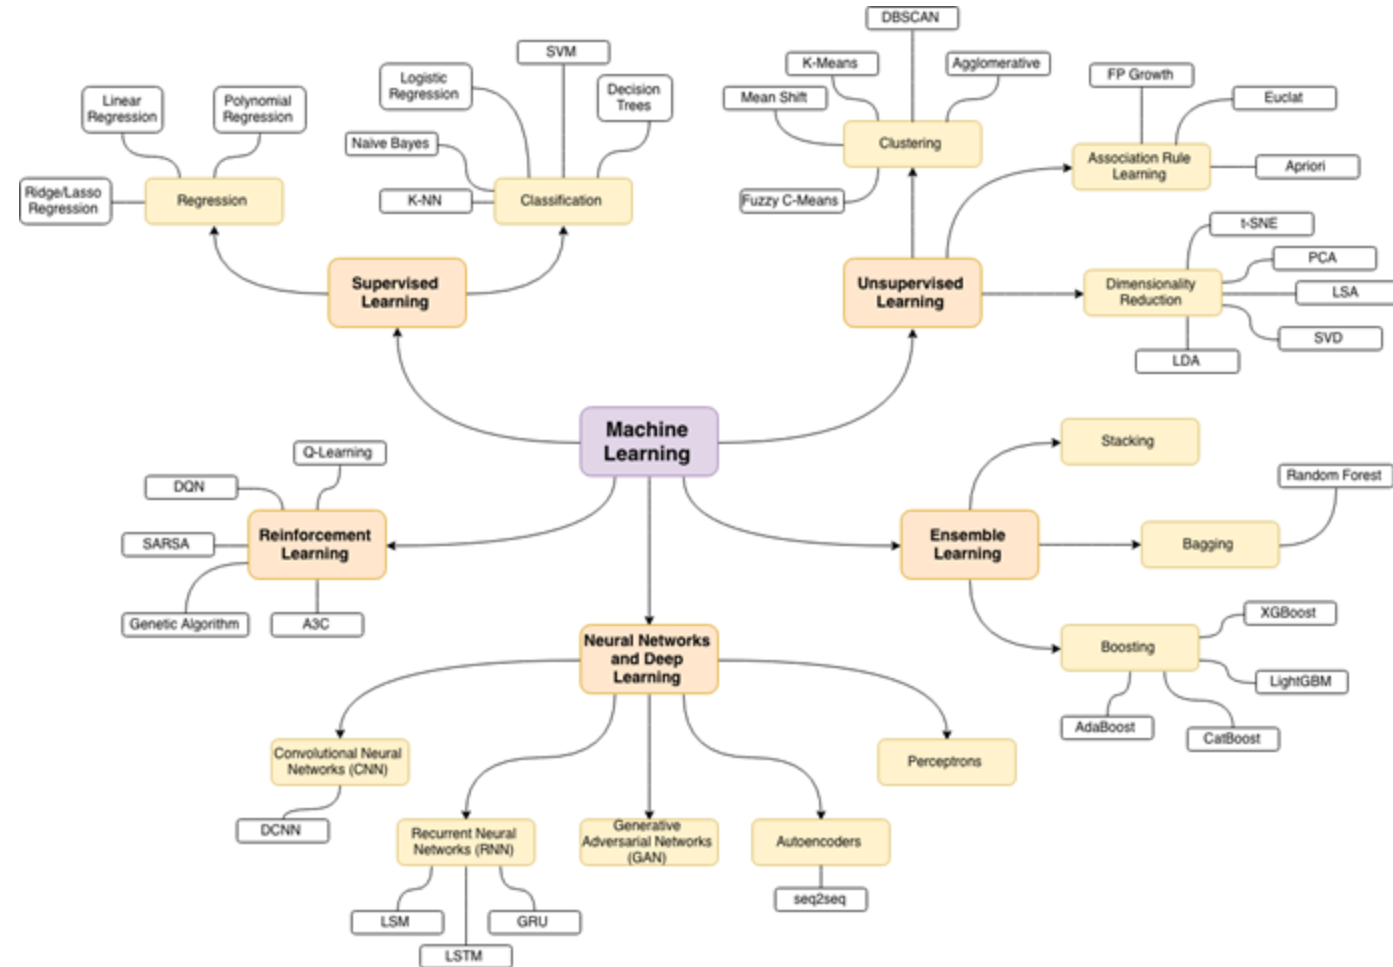 DBSCAN
SVM
K-Means
Agglomerative
FP Growth
Logistic
Regression
Decision
Trees
Linear
Regression
Polynomial
Regression
Mean Shift
Euclat
Naive Bayes
Clustering
Association Rule
Learning
Apriori
Ridge/Lasso
Regression
Regression
K-NN
Classification
Fuzzy C-Means
t-SNE
PCA
Supervised
Learning
Unsupervised
Learning
Dimensionality
Reduction
LSA
SVD
LDA
Machine
Learning
Stacking
Q-Learning
DQN
Random Forest
Reinforcement
Learning
SARSA
Ensemble
Learning
Bagging
Genetic Algorithm
A3C
XGBoost
Neural Networks
and Deep
Learning
Boosting
LightGBM
AdaBoost
CatBoost
Convolutional Neural
Networks (CNN)
Perceptrons
DCNN
Recurrent Neural
Networks (RNN)
Generative
Adversarial Networks
(GAN)
Autoencoders
seq2seq
LSM
GRU
LSTM